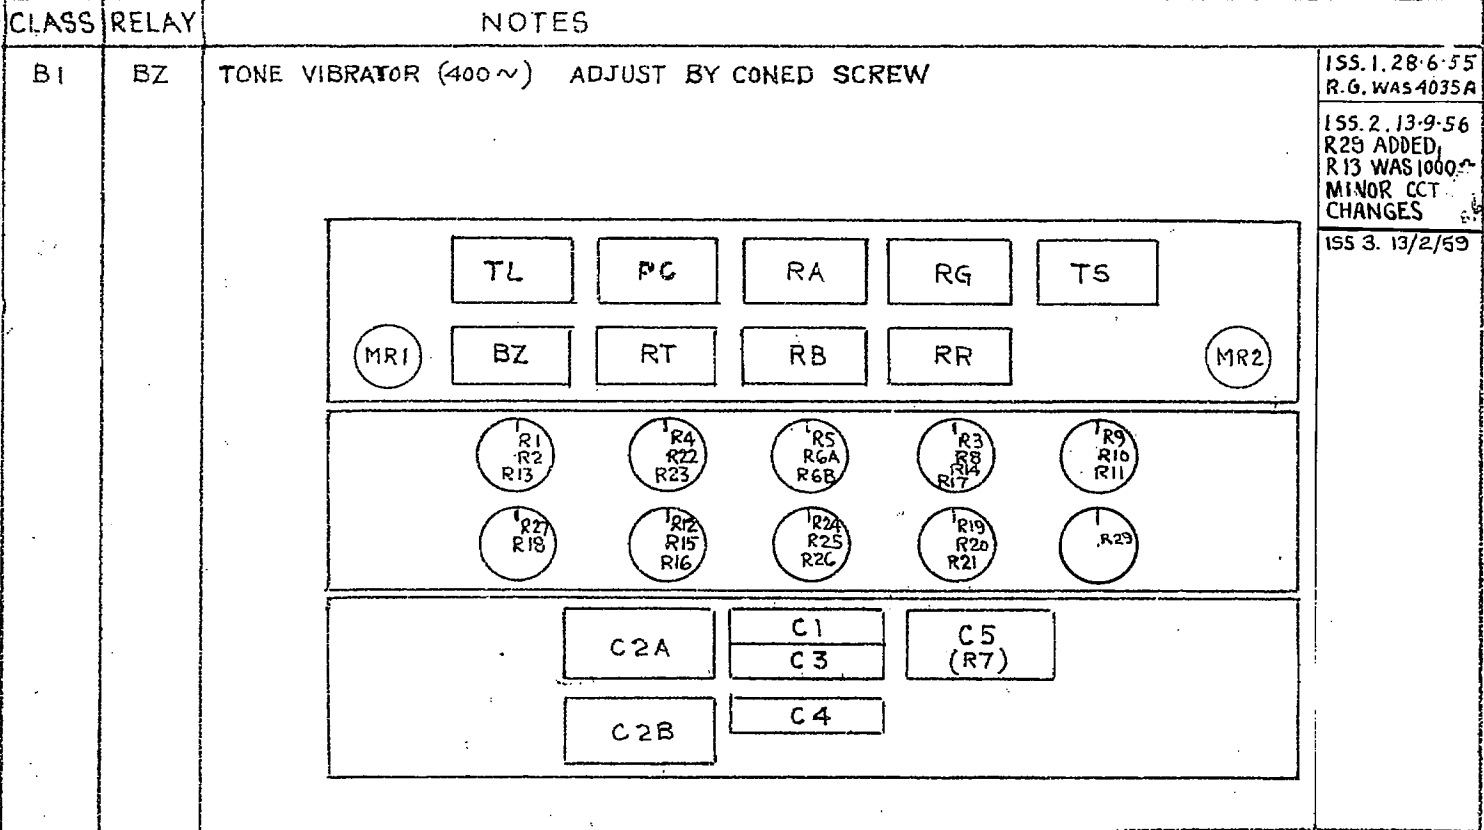 CLASS RELAY NOTES
B1 BZ TONE VIBRATOR (400~) ADJUST BY CONED SCREW
ISS.1.28·6·55
R.G. WAS 4035A
ISS.2.13·9·56
R29 ADDED,
R13 WAS 1000
MINOR CCT
CHANGES
ISS 3. 13/2/59
TL PG RA RG TS
MR1 BZ RT RB RR MR2
R1
R2
R13
R4
R22
R23
R5
R6A
R6B
R3
R8
R14
R17
R9
R10
R11
R27
R18
R12
R15
R16
R24
R25
R26
R19
R20
R21
R29
C2A
C1
C3
C5
(R7)
C2B
C4